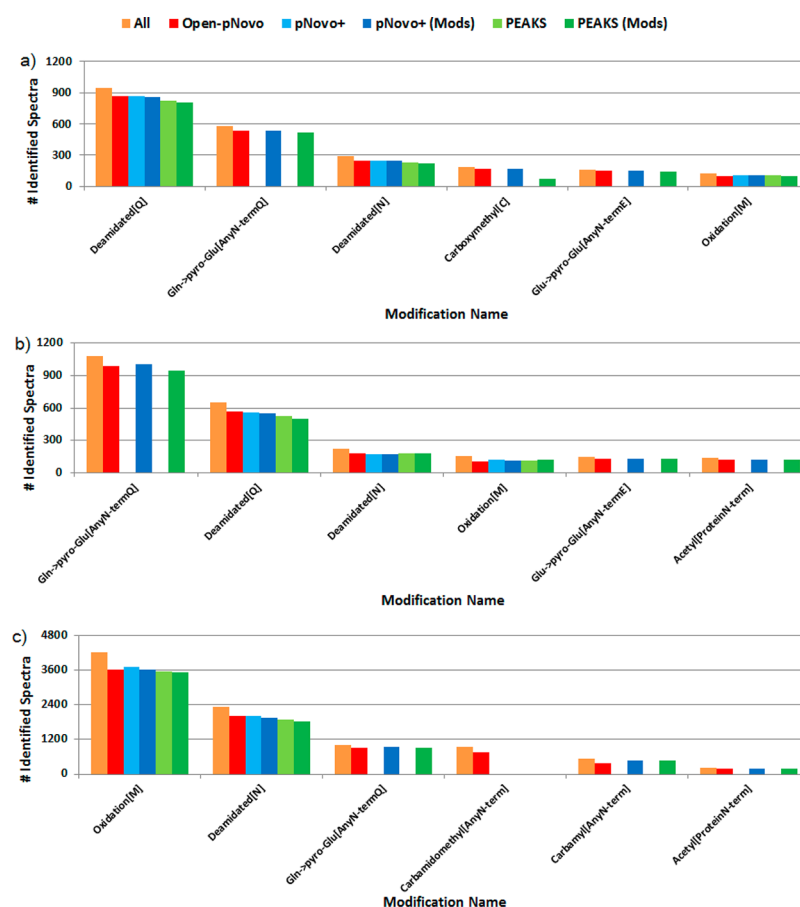 All Open-pNovo pNovo+ pNovo+ (Mods) PEAKS PEAKS (Mods)
a)
# Identified Spectra
1200
900
600
300
0
Deamidated[Q]
Gln->pyro-Glu[AnyN-termQ]
Deamidated[N]
Carboxymethyl[C]
Glu->pyro-Glu[AnyN-termE]
Oxidation[M]
Modification Name
b)
# Identified Spectra
1200
900
600
300
0
Gln->pyro-Glu[AnyN-termQ]
Deamidated[Q]
Deamidated[N]
Oxidation[M]
Glu->pyro-Glu[AnyN-termE]
Acetyl[ProteinN-term]
Modification Name
c)
# Identified Spectra
4800
3600
2400
1200
0
Oxidation[M]
Deamidated[N]
Gln->pyro-Glu[AnyN-termQ]
Carbamidomethyl[AnyN-term]
Carbamyl[AnyN-term]
Acetyl[ProteinN-term]
Modification Name